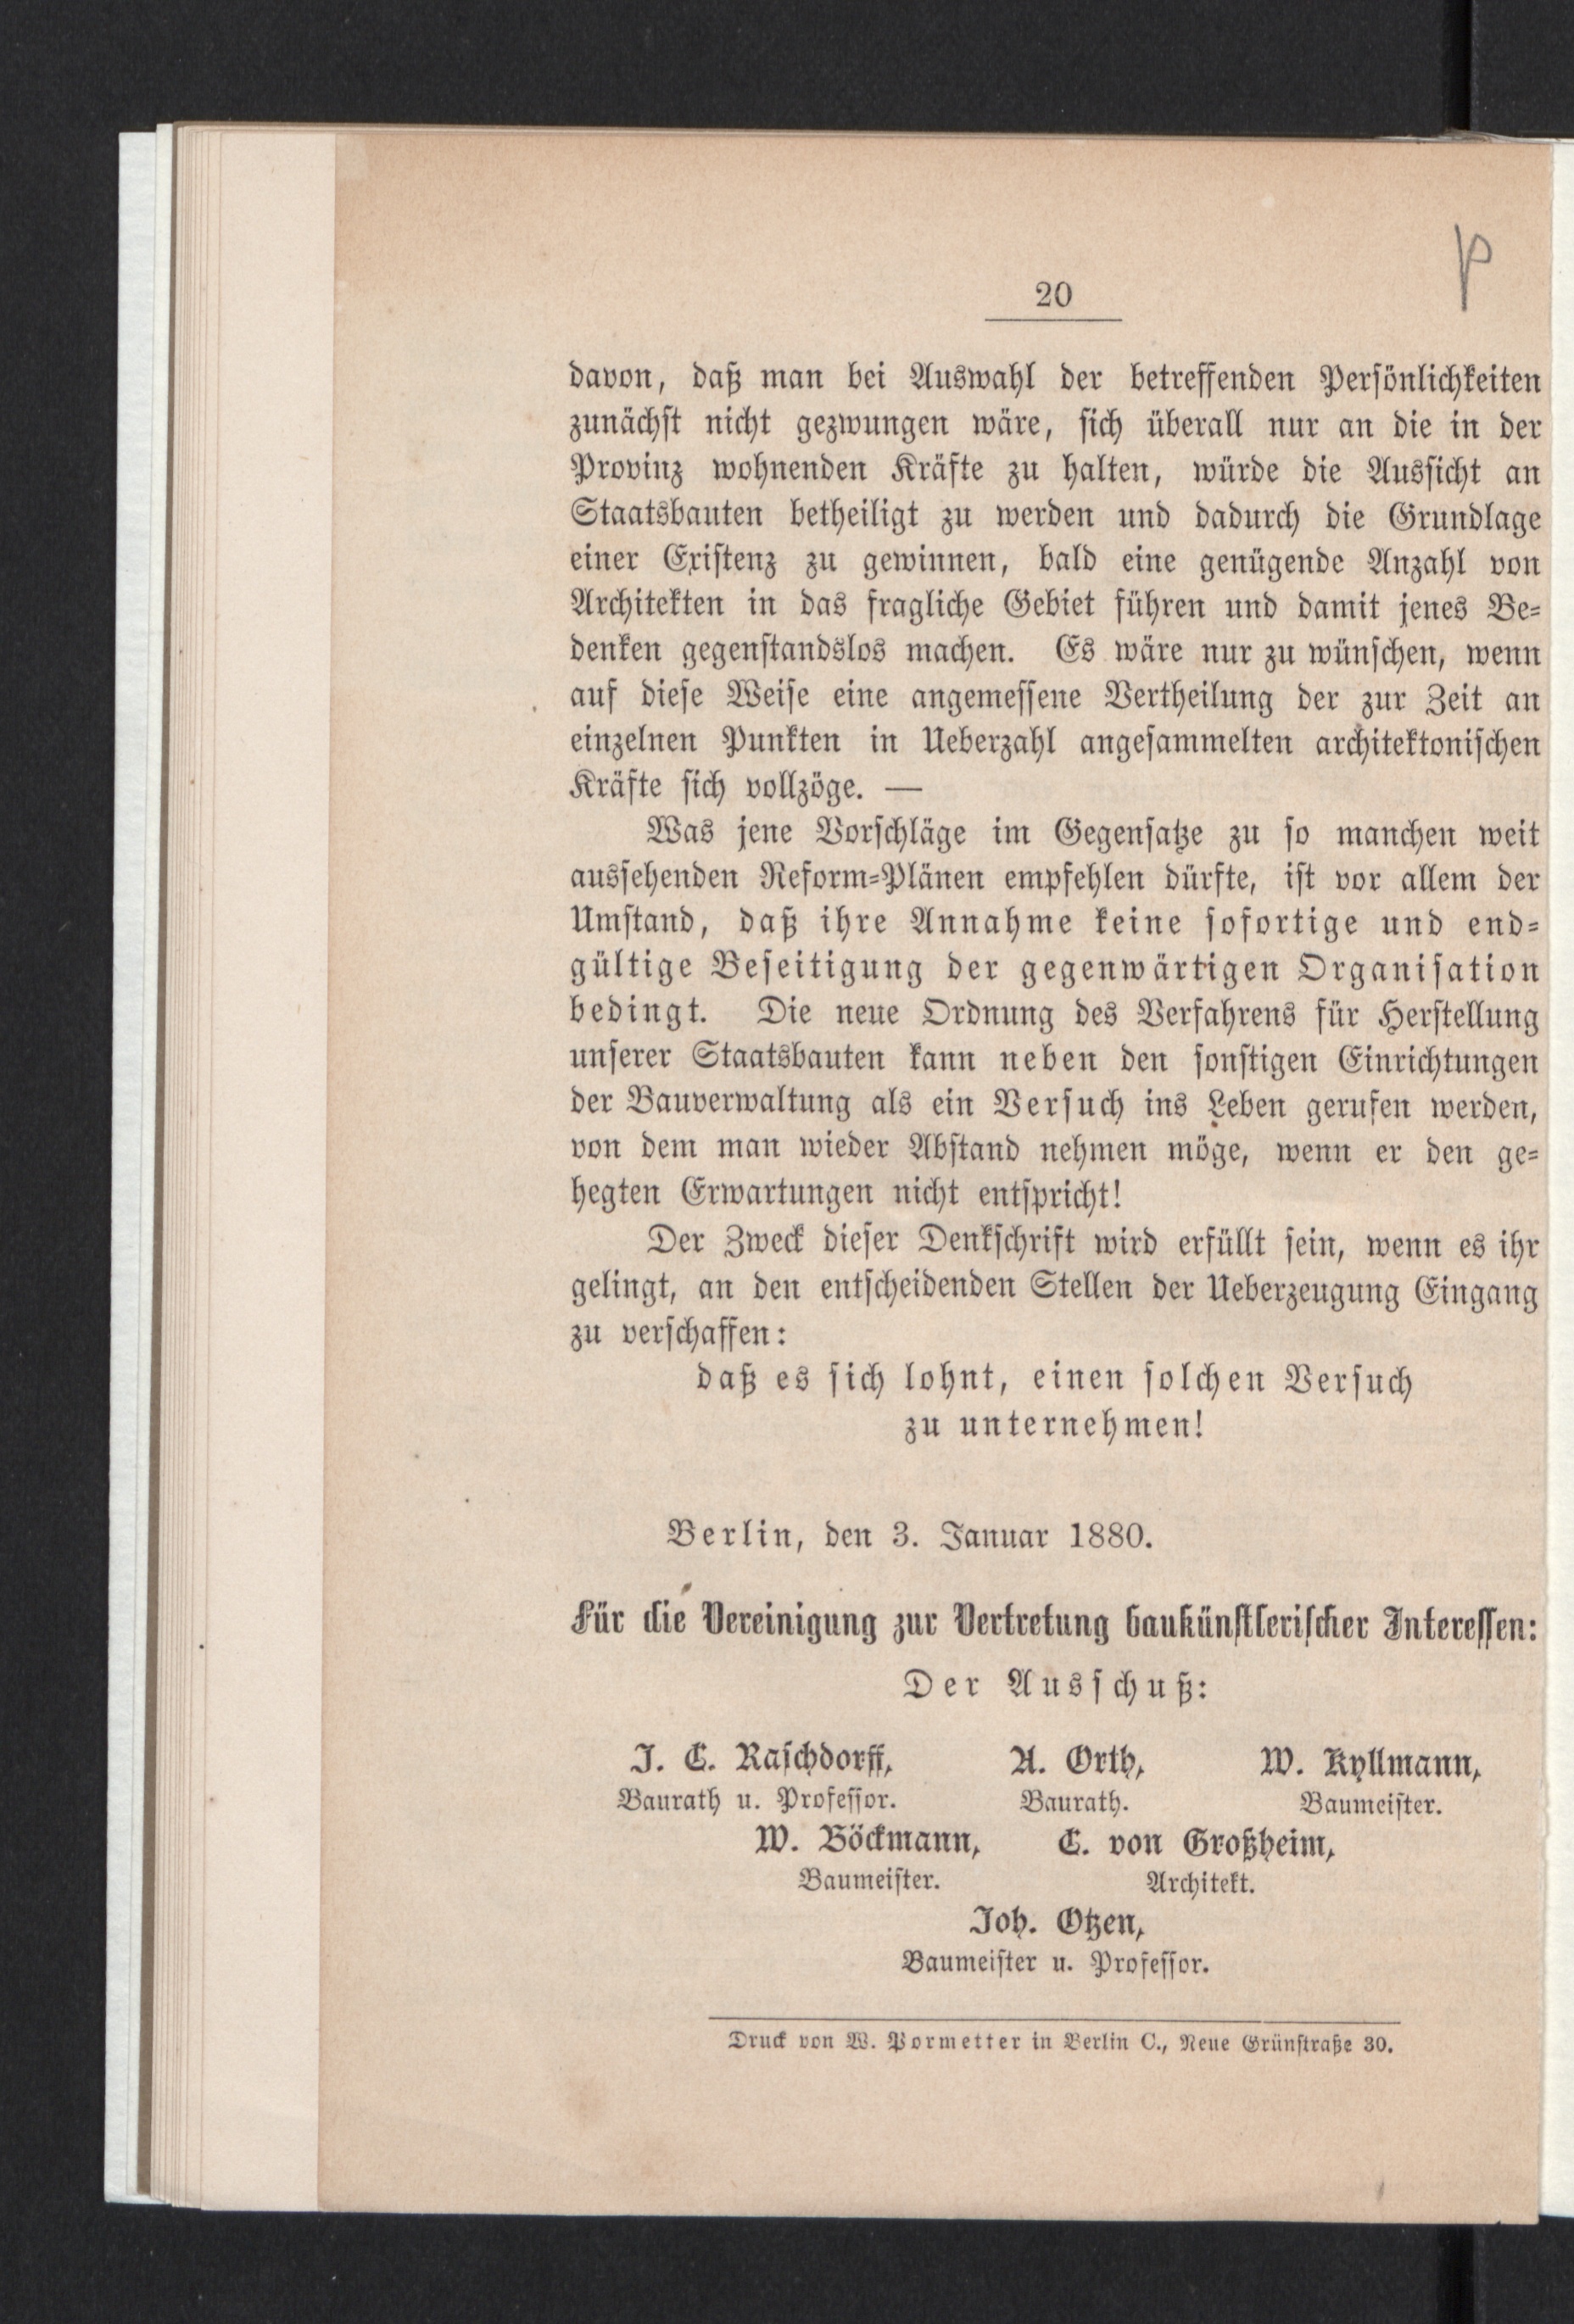 p
20
davon, daß man bei Auswahl der betreffenden Persönlichkeiten
zunächst nicht gezwungen wäre, sich überall nur an die in der
Provinz wohnenden Kräfte zu halten, würde die Aussicht an
Staatsbauten betheiligt zu werden und dadurch die Grundlage
einer Existenz zu gewinnen, bald eine genügende Anzahl von
Architekten in das fragliche Gebiet führen und damit jenes Be-
denken gegenstandslos machen. Es wäre nur zu wünschen, wenn
auf diese Weise eine angemessene Vertheilung der zur Zeit an
einzelnen Punkten in Ueberzahl angesammelten architektonischen
Kräfte sich vollzöge. —
Was jene Vorschläge im Gegensatze zu so manchen weit
aussehenden Reform-Plänen empfehlen dürfte, ist vor allem der
Umstand, daß ihre Annahme keine sofortige und end-
gültige Beseitigung der gegenwärtigen Organisation
bedingt. Die neue Ordnung des Verfahrens für Herstellung
unserer Staatsbauten kann neben den sonstigen Einrichtungen
der Bauverwaltung als ein Versuch ins Leben gerufen werden,
von dem man wieder Abstand nehmen möge, wenn er den ge-
hegten Erwartungen nicht entspricht!
Der Zweck dieser Denkschrift wird erfüllt sein, wenn es ihr
gelingt, an den entscheidenden Stellen der Ueberzeugung Eingang
zu verschaffen:
daß es sich lohnt, einen solchen Versuch
zu unternehmen!
Berlin, den 3. Januar 1880.
Für die Vereinigung zur Vertretung baukünstlerischer Interessen:
Der Ausschuß:
J. C. Raschdorff, A. Orth, W. Kyllmann,
Baurath u. Professor. Baurath. Baumeister.
W. Böckmann, C. von Großheim,
Baumeister. Architekt.
Joh. Otzen,
Baumeister u. Professor.
Druck von W. Pormetter in Berlin C., Neue Grünstraße 30.